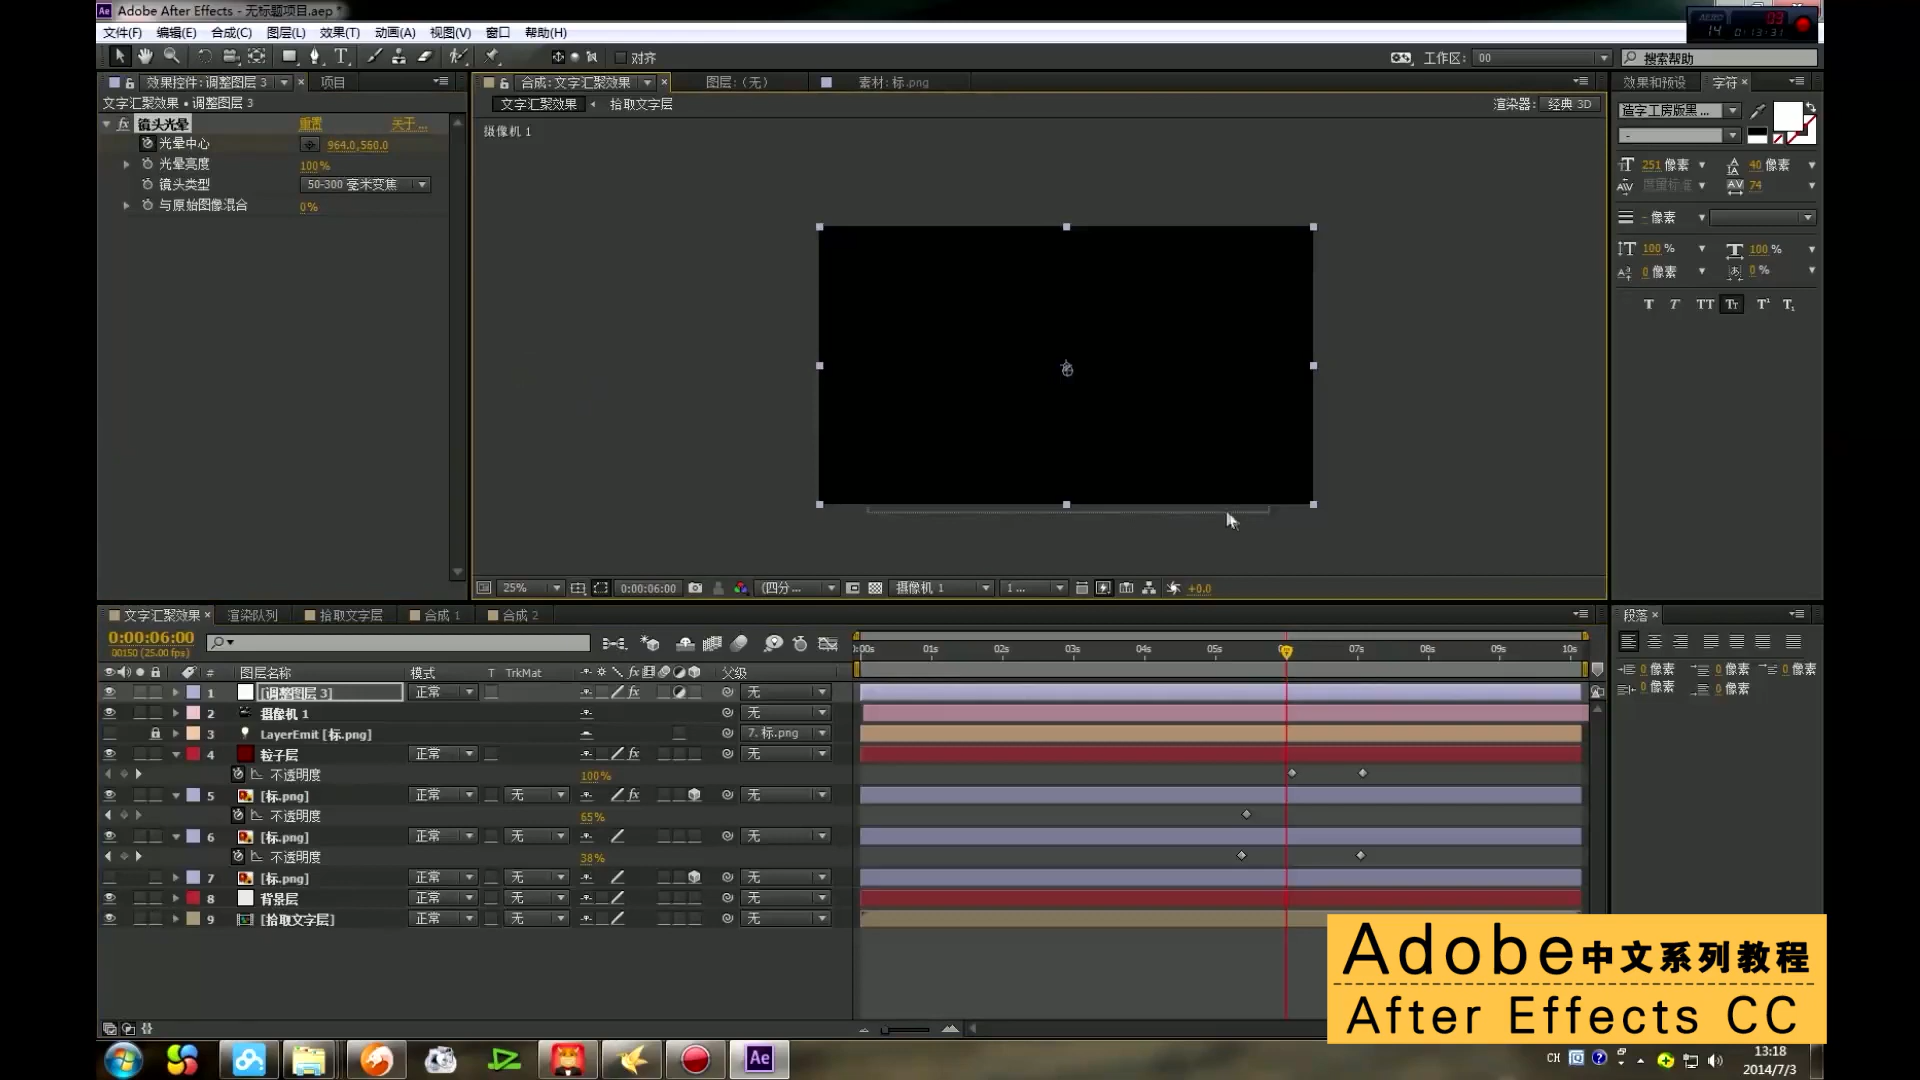 Adobe After Effects - 无标题项目.aep *
文件(F) 编辑(E) 合成(C) 图层(L) 效果(T) 动画(A) 视图(V) 窗口 帮助(H)
对齐 工作区: 00 搜索帮助
效果控件: 调整图层 3 项目
文字汇聚效果 • 调整图层 3
fx 镜头光晕 重置 关于...
光晕中心 964.0,560.0
光晕亮度 100%
镜头类型 50-300 毫米变焦
与原始图像混合 0%
合成: 文字汇聚效果 图层: (无) 素材: 标.png
文字汇聚效果 拾取文字层 渲染器: 经典 3D
摄像机 1
25% 0:00:06:00 (四分... 摄像机 1 1... +0.0
效果和预设 字符
造字工房版黑...
-
251 像素 40 像素
度量标准 74
- 像素
100 % 100 %
0 像素 0 %
T T TT Tt T¹ T₁
文字汇聚效果 渲染队列 拾取文字层 合成 1 合成 2
0:00:06:00
00150 (25.00 fps)
01s 02s 03s 04s 05s 07s 08s 09s 10s
# 图层名称 模式 T TrkMat 父级
1 [调整图层 3] 正常 无
2 摄像机 1 无
3 LayerEmit [标.png] 7. 标.png
4 粒子层 正常 无
不透明度 100%
5 [标.png] 正常 无 无
不透明度 65%
6 [标.png] 正常 无 无
不透明度 38%
7 [标.png] 正常 无 无
8 背景层 正常 无 无
9 [拾取文字层] 正常 无 无
段落
0 像素 0 像素 0 像素
0 像素 0 像素
Adobe中文系列教程
After Effects CC
CH
13:18
2014/7/3